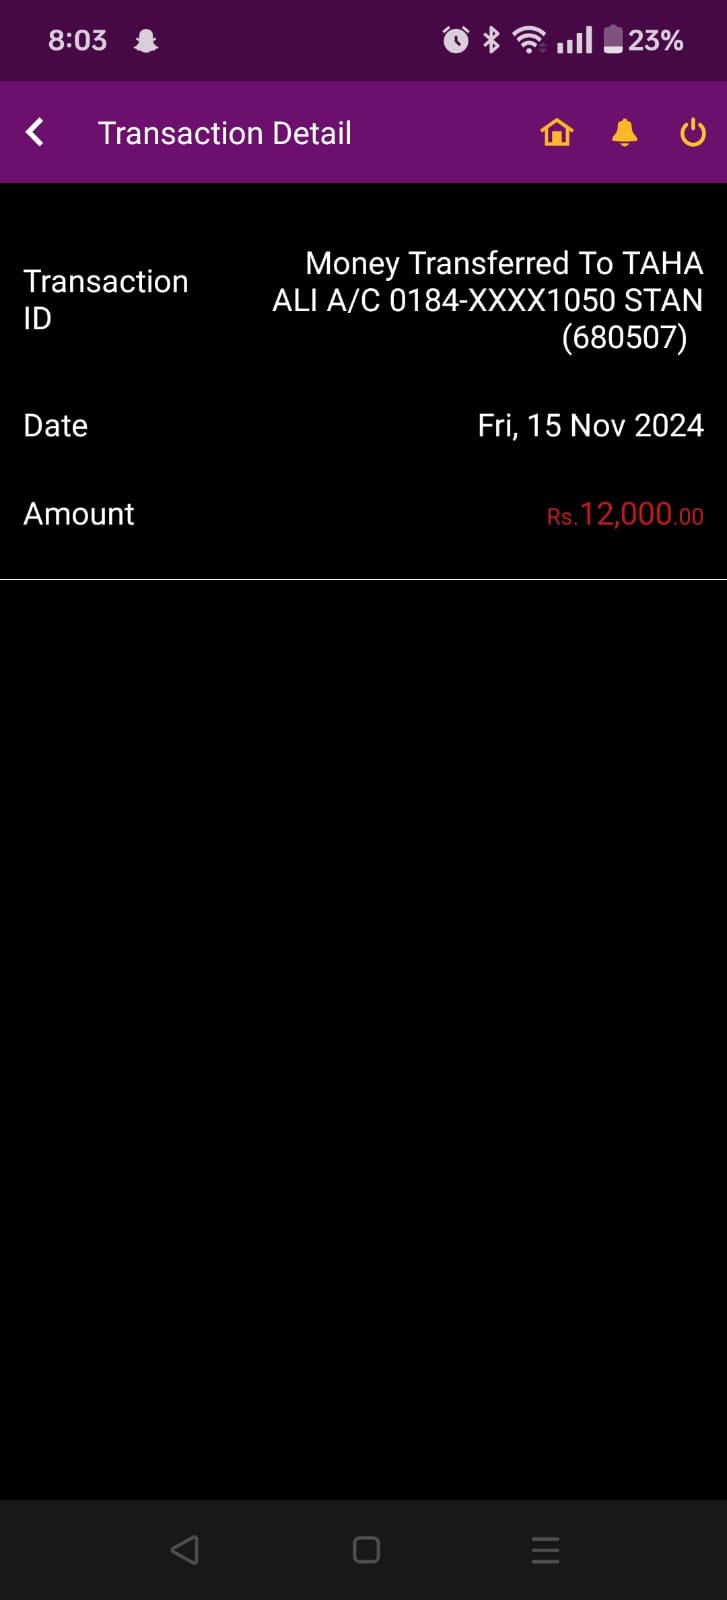 8:03
23%
Transaction Detail
Transaction
ID
Money Transferred To TAHA
ALI A/C 0184-XXXX1050 STAN
(680507)
Date
Fri, 15 Nov 2024
Amount
Rs.12,000.00